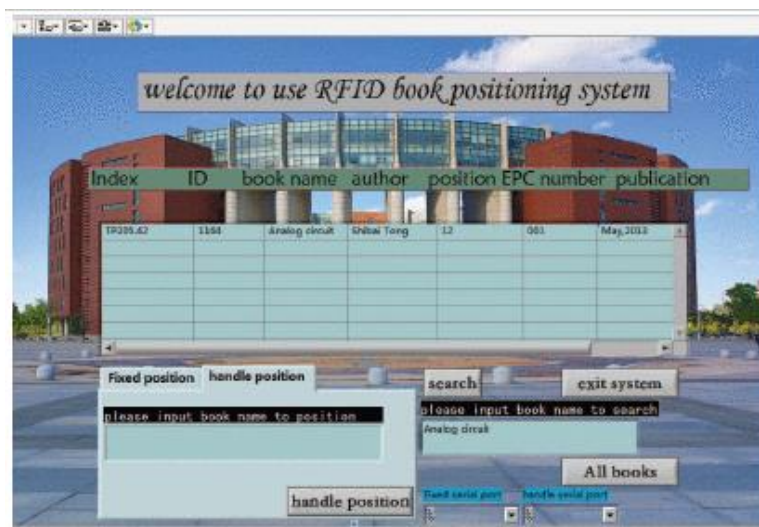 welcome to use RFID book positioning system
Index ID book name author position EPC number publication
TP205.42 1164 Analog circuit Shibai Tong 12 001 May,2013
Fixed position handle position
search exit system
please input book name to position
please input book name to search
Analog circuit
All books
handle position
fixed serial port handle serial port